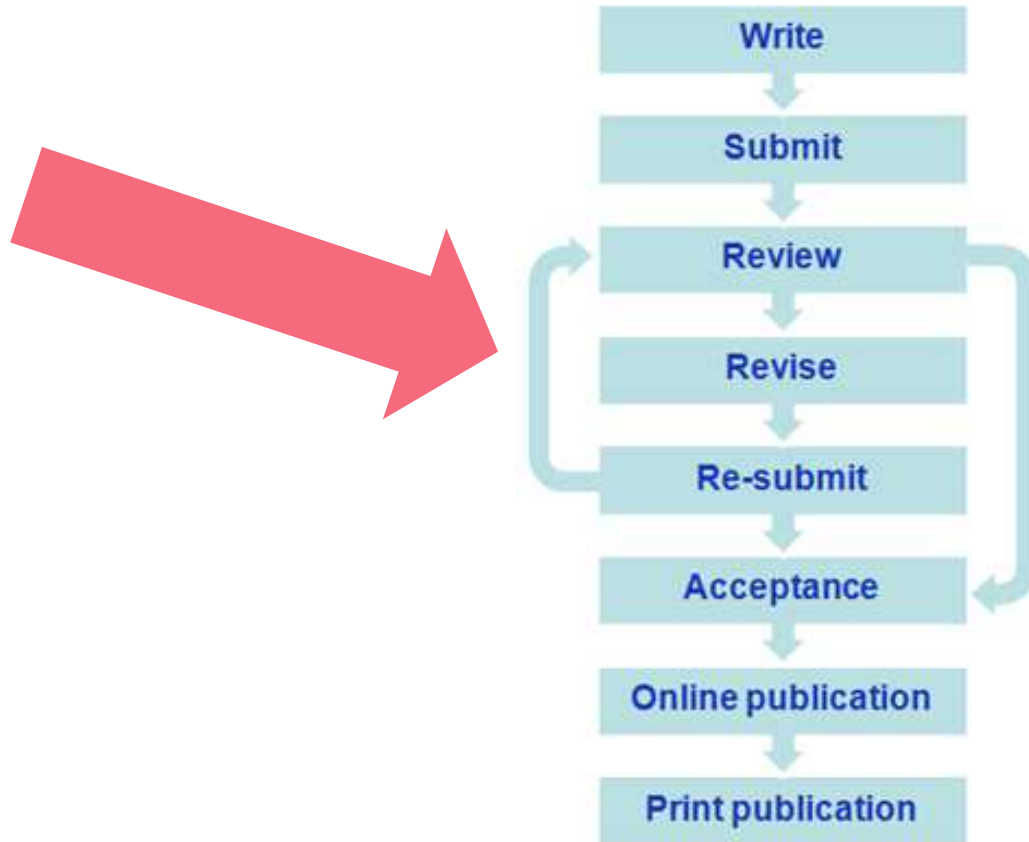 Write
Submit
Review
Revise
Re-submit
Acceptance
Online publication
Print publication